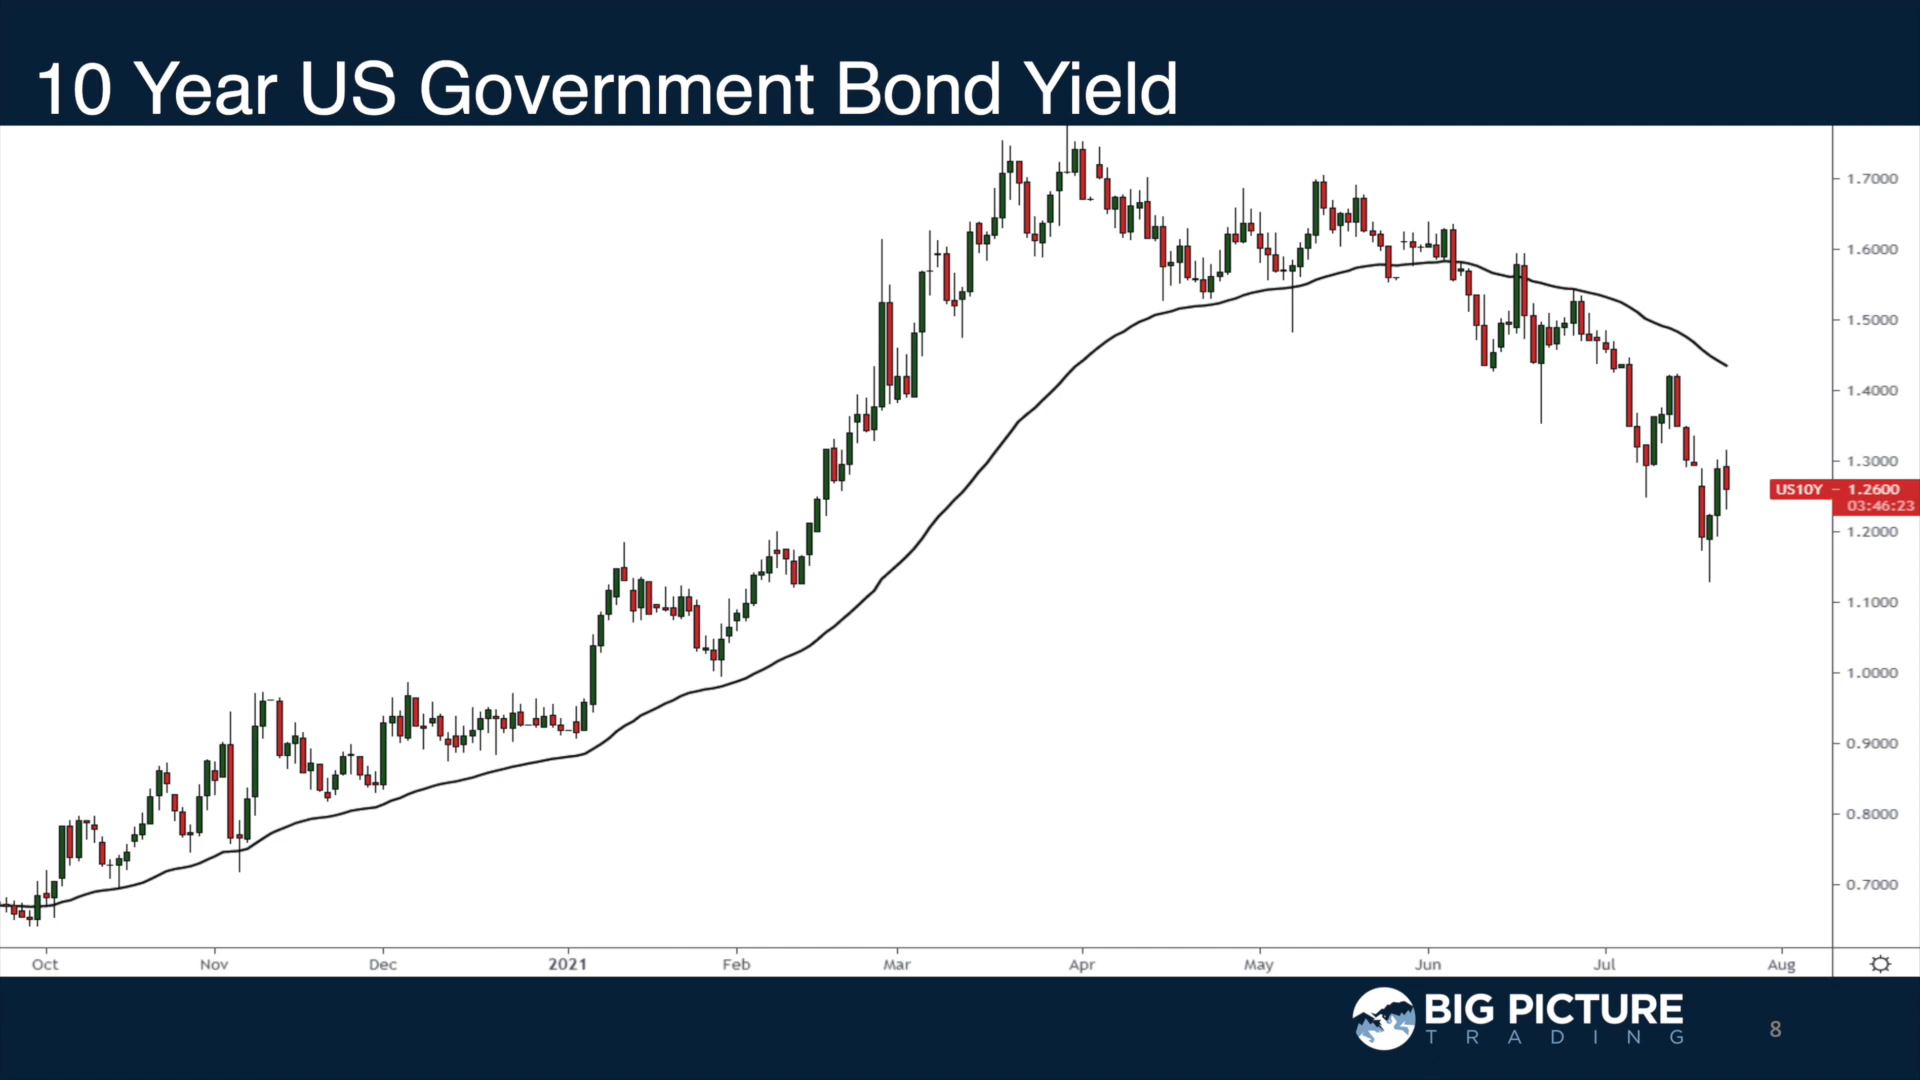 10 Year US Government Bond Yield
1.7000
1.6000
1.5000
1.4000
1.3000
US10Y 1.2600
03:46:23
1.2000
1.1000
1.0000
0.9000
0.8000
0.7000
Oct Nov Dec 2021 Feb Mar Apr May Jun Jul Aug
BIG PICTURE
TRADING
8